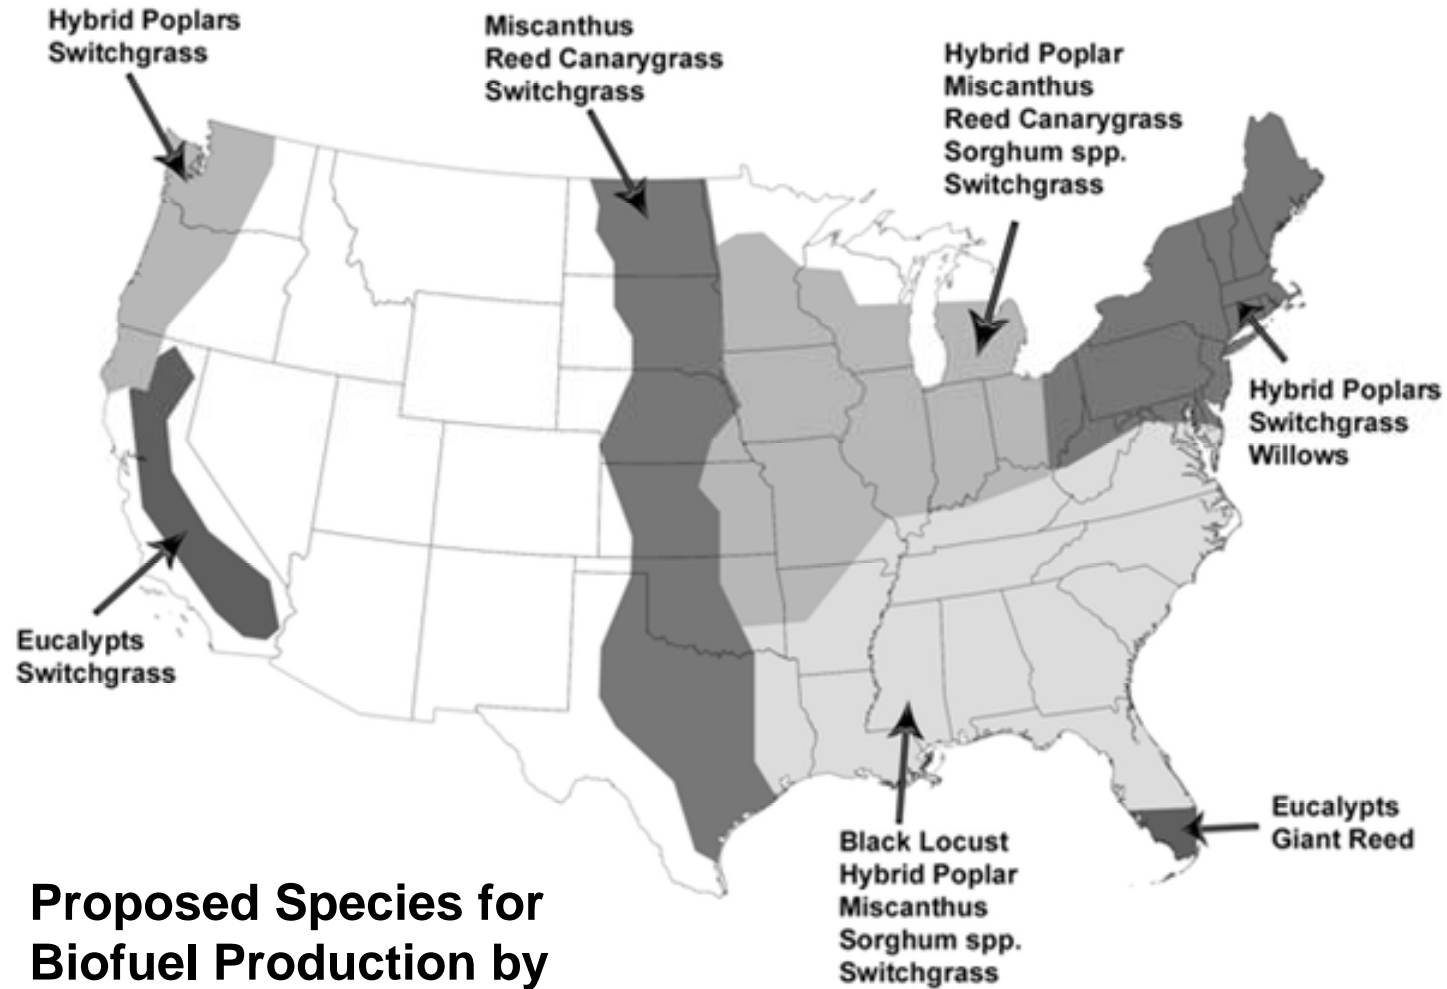 Hybrid Poplars
Switchgrass
Miscanthus
Reed Canarygrass
Switchgrass
Hybrid Poplar
Miscanthus
Reed Canarygrass
Sorghum spp.
Switchgrass
Hybrid Poplars
Switchgrass
Willows
Eucalypts
Switchgrass
Eucalypts
Giant Reed
Black Locust
Hybrid Poplar
Miscanthus
Sorghum spp.
Switchgrass
Proposed Species for
Biofuel Production by